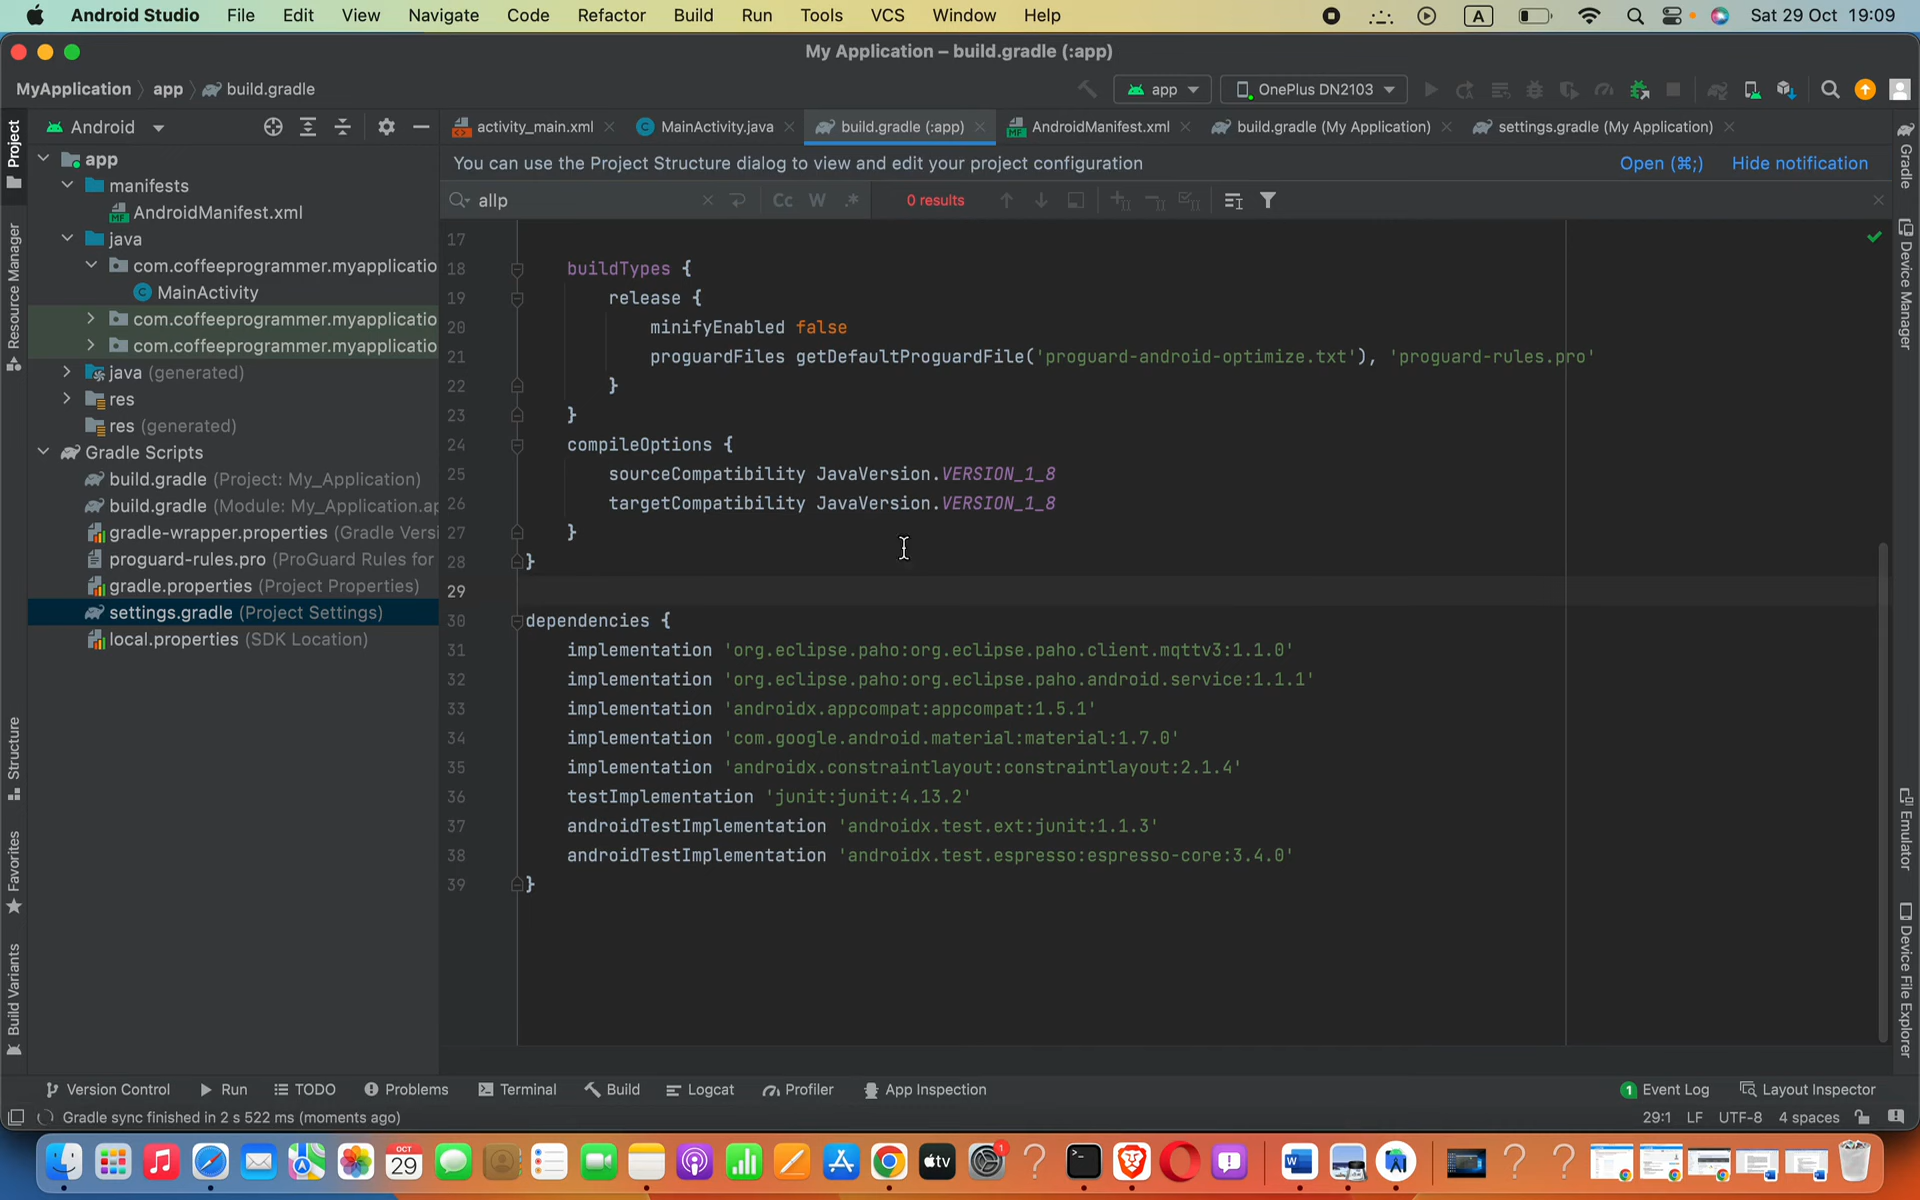 Android Studio File Edit View Navigate Code Refactor Build Run Tools VCS Window Help A Sat 29 Oct 19:09
My Application – build.gradle (:app)
MyApplication app build.gradle app OnePlus DN2103
Android activity_main.xml MainActivity.java build.gradle (:app) AndroidManifest.xml build.gradle (My Application) settings.gradle (My Application)
You can use the Project Structure dialog to view and edit your project configuration Open (⌘;) Hide notification
allp Cc W .* 0 results
Project
Resource Manager
Structure
Favorites
Build Variants
app
manifests
AndroidManifest.xml
java
com.coffeeprogrammer.myapplicatio
MainActivity
com.coffeeprogrammer.myapplicatio
com.coffeeprogrammer.myapplicatio
java (generated)
res
res (generated)
Gradle Scripts
build.gradle (Project: My_Application)
build.gradle (Module: My_Application.ap
gradle-wrapper.properties (Gradle Versi
proguard-rules.pro (ProGuard Rules for
gradle.properties (Project Properties)
settings.gradle (Project Settings)
local.properties (SDK Location)
17
18 buildTypes {
19 release {
20 minifyEnabled false
21 proguardFiles getDefaultProguardFile('proguard-android-optimize.txt'), 'proguard-rules.pro'
22 }
23 }
24 compileOptions {
25 sourceCompatibility JavaVersion.VERSION_1_8
26 targetCompatibility JavaVersion.VERSION_1_8
27 }
28 }
29
30 dependencies {
31 implementation 'org.eclipse.paho:org.eclipse.paho.client.mqttv3:1.1.0'
32 implementation 'org.eclipse.paho:org.eclipse.paho.android.service:1.1.1'
33 implementation 'androidx.appcompat:appcompat:1.5.1'
34 implementation 'com.google.android.material:material:1.7.0'
35 implementation 'androidx.constraintlayout:constraintlayout:2.1.4'
36 testImplementation 'junit:junit:4.13.2'
37 androidTestImplementation 'androidx.test.ext:junit:1.1.3'
38 androidTestImplementation 'androidx.test.espresso:espresso-core:3.4.0'
39 }
Gradle
Device Manager
Emulator
Device File Explorer
Version Control Run TODO Problems Terminal Build Logcat Profiler App Inspection 1 Event Log Layout Inspector
Gradle sync finished in 2 s 522 ms (moments ago) 29:1 LF UTF-8 4 spaces
OCT
29
tv
1